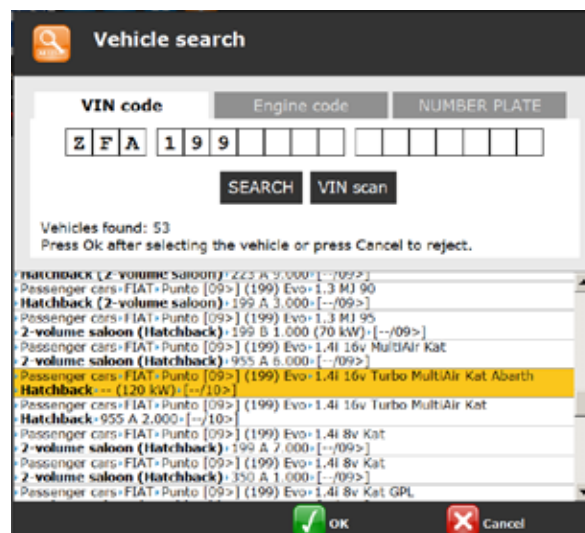 Vehicle search
VIN code Engine code NUMBER PLATE
Z F A 1 9 9
SEARCH VIN scan
Vehicles found: 53
Press Ok after selecting the vehicle or press Cancel to reject.
Hatchback (2-volume saloon) 223 A 9.000 [--/09>]
Passenger cars FIAT Punto [09>] (199) Evo 1.3 MJ 90
Hatchback (2-volume saloon) 199 A 3.000 [--/09>]
Passenger cars FIAT Punto [09>] (199) Evo 1.3 MJ 95
2-volume saloon (Hatchback) 199 B 1.000 (70 kW) [--/09>]
Passenger cars FIAT Punto [09>] (199) Evo 1.4i 16v MultiAir Kat
2-volume saloon (Hatchback) 955 A 6.000 [--/09>]
Passenger cars FIAT Punto [09>] (199) Evo 1.4i 16v Turbo MultiAir Kat Abarth
Hatchback -- (120 kW) [--/10>]
Passenger cars FIAT Punto [09>] (199) Evo 1.4i 16v Turbo MultiAir Kat
Hatchback 955 A 2.000 [--/10>]
Passenger cars FIAT Punto [09>] (199) Evo 1.4i 8v Kat
2-volume saloon (Hatchback) 199 A 7.000 [--/09>]
Passenger cars FIAT Punto [09>] (199) Evo 1.4i 8v Kat
2-volume saloon (Hatchback) 350 A 1.000 [--/09>]
Passenger cars FIAT Punto [09>] (199) Evo 1.4i 8v Kat GPL
OK Cancel